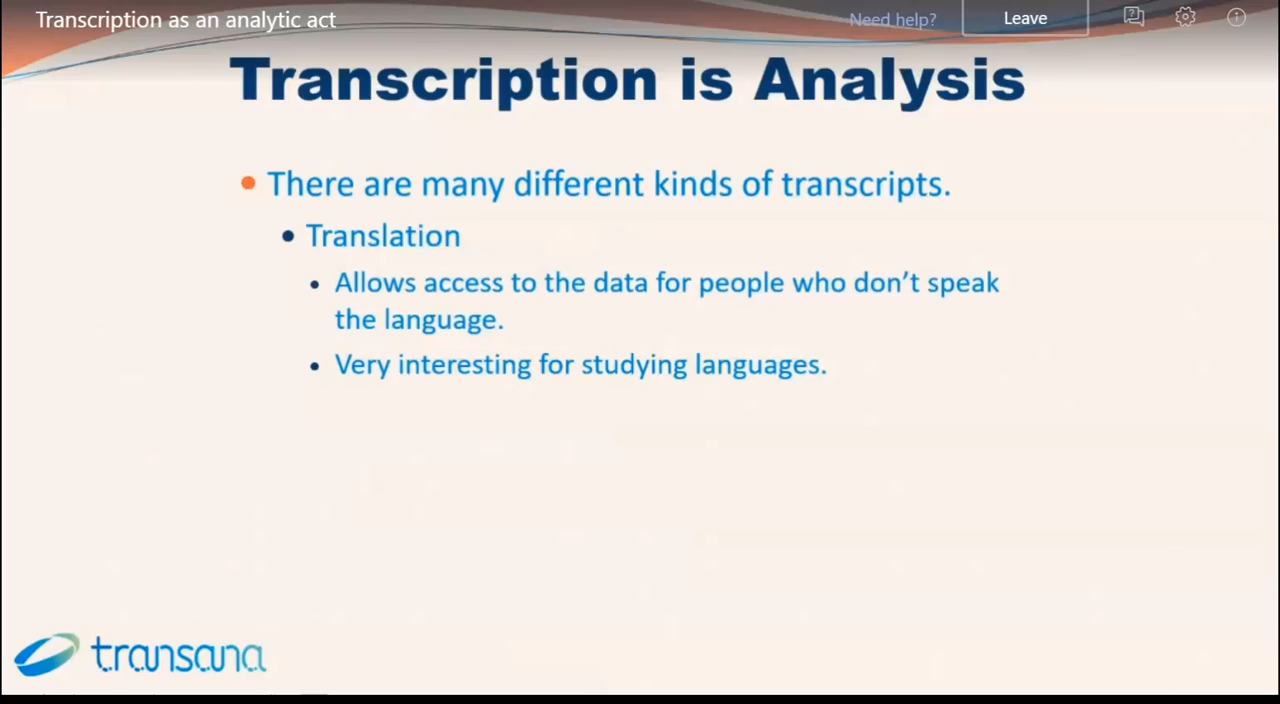 Transcription as an analytic act
Need help?
Leave
Transcription is Analysis
There are many different kinds of transcripts.
Translation
Allows access to the data for people who don't speak
the language.
Very interesting for studying languages.
transana